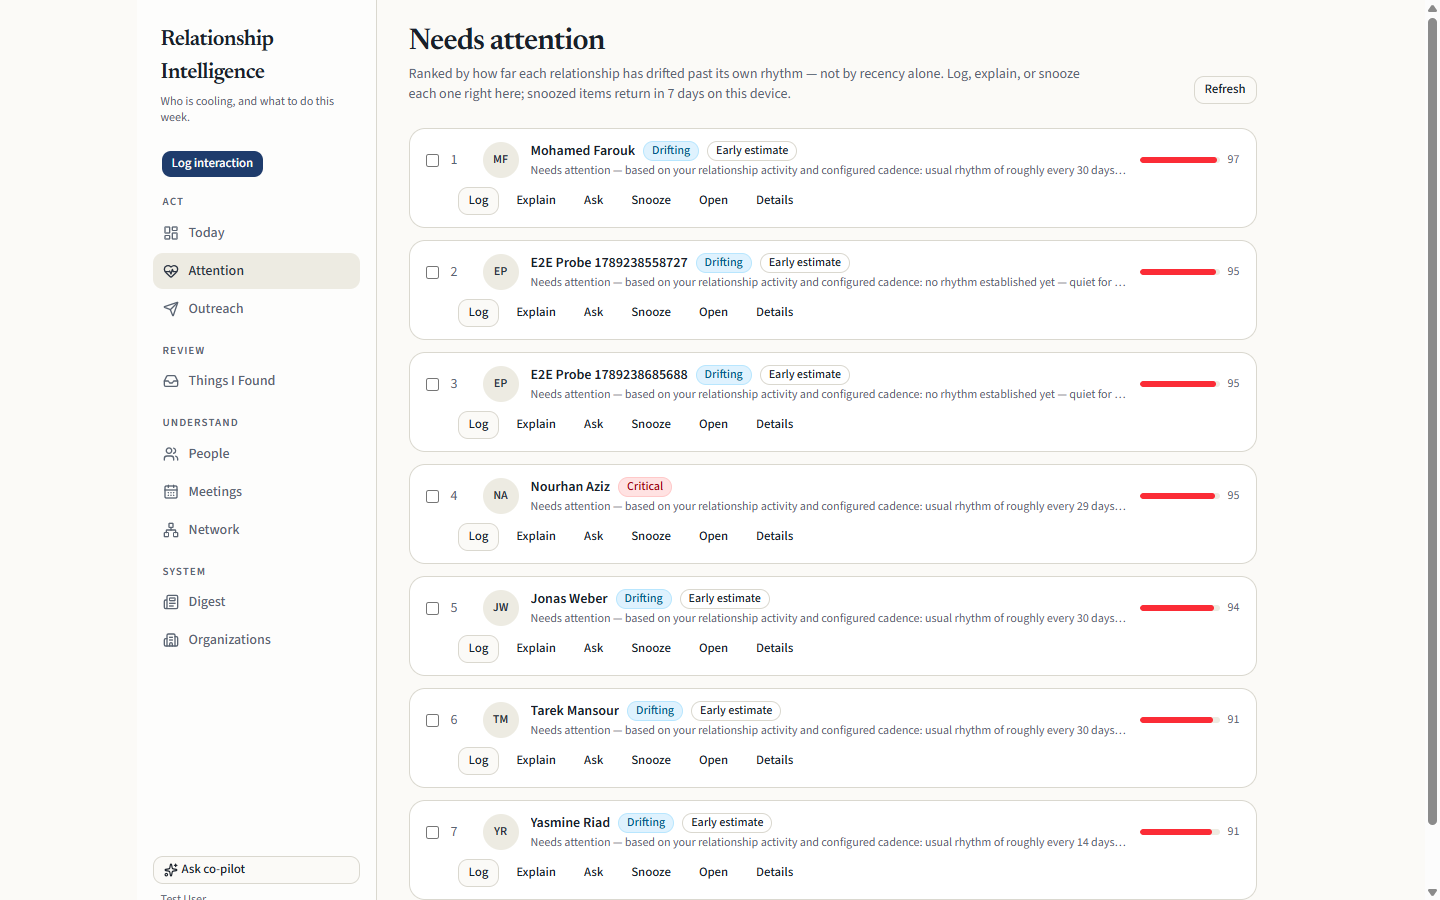 Relationship
Intelligence
Who is cooling, and what to do this
week.
Log interaction
ACT
Today
Attention
Outreach
REVIEW
Things I Found
UNDERSTAND
People
Meetings
Network
SYSTEM
Digest
Organizations
Ask co-pilot
Test User
Needs attention
Ranked by how far each relationship has drifted past its own rhythm — not by recency alone. Log, explain, or snooze
each one right here; snoozed items return in 7 days on this device.
Refresh
1 MF Mohamed Farouk Drifting Early estimate 97
Needs attention — based on your relationship activity and configured cadence: usual rhythm of roughly every 30 days…
Log Explain Ask Snooze Open Details
2 EP E2E Probe 1789238558727 Drifting Early estimate 95
Needs attention — based on your relationship activity and configured cadence: no rhythm established yet — quiet for …
Log Explain Ask Snooze Open Details
3 EP E2E Probe 1789238685688 Drifting Early estimate 95
Needs attention — based on your relationship activity and configured cadence: no rhythm established yet — quiet for …
Log Explain Ask Snooze Open Details
4 NA Nourhan Aziz Critical 95
Needs attention — based on your relationship activity and configured cadence: usual rhythm of roughly every 29 days…
Log Explain Ask Snooze Open Details
5 JW Jonas Weber Drifting Early estimate 94
Needs attention — based on your relationship activity and configured cadence: usual rhythm of roughly every 30 days…
Log Explain Ask Snooze Open Details
6 TM Tarek Mansour Drifting Early estimate 91
Needs attention — based on your relationship activity and configured cadence: usual rhythm of roughly every 30 days…
Log Explain Ask Snooze Open Details
7 YR Yasmine Riad Drifting Early estimate 91
Needs attention — based on your relationship activity and configured cadence: usual rhythm of roughly every 14 days…
Log Explain Ask Snooze Open Details